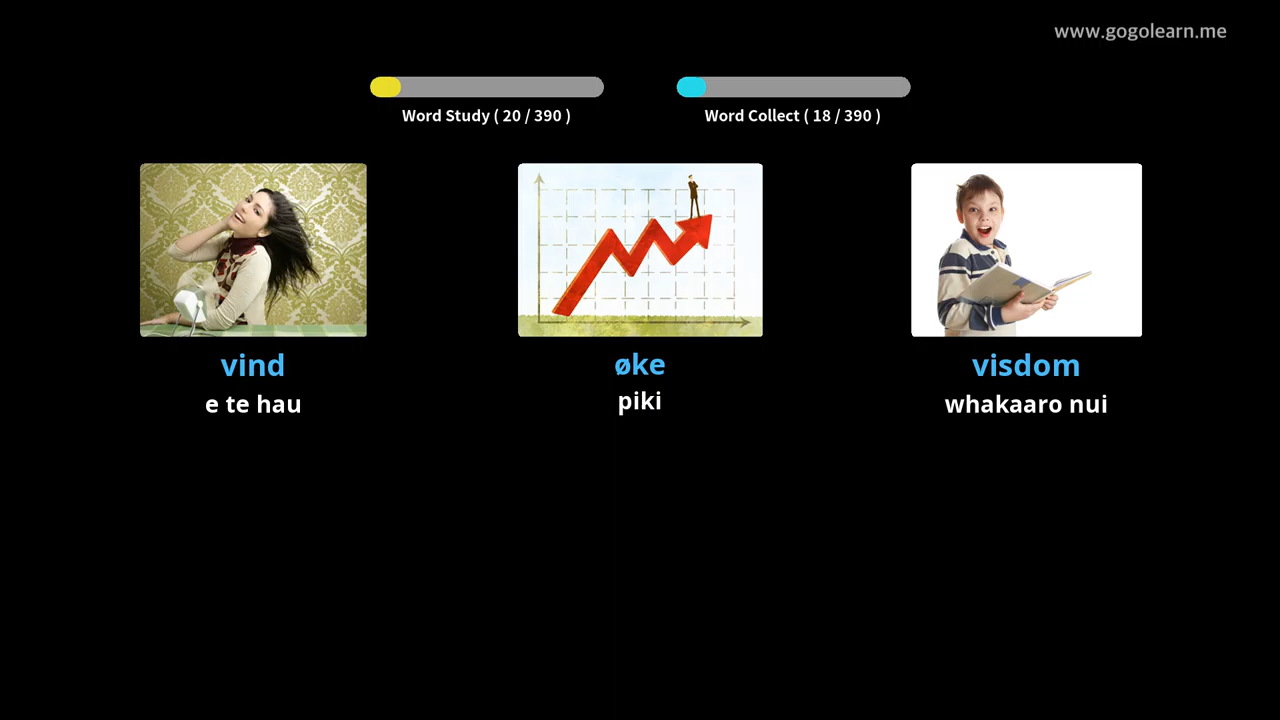 www.gogolearn.me
Word Study ( 20 / 390 )
Word Collect ( 18 / 390 )
vind
e te hau
øke
piki
visdom
whakaaro nui